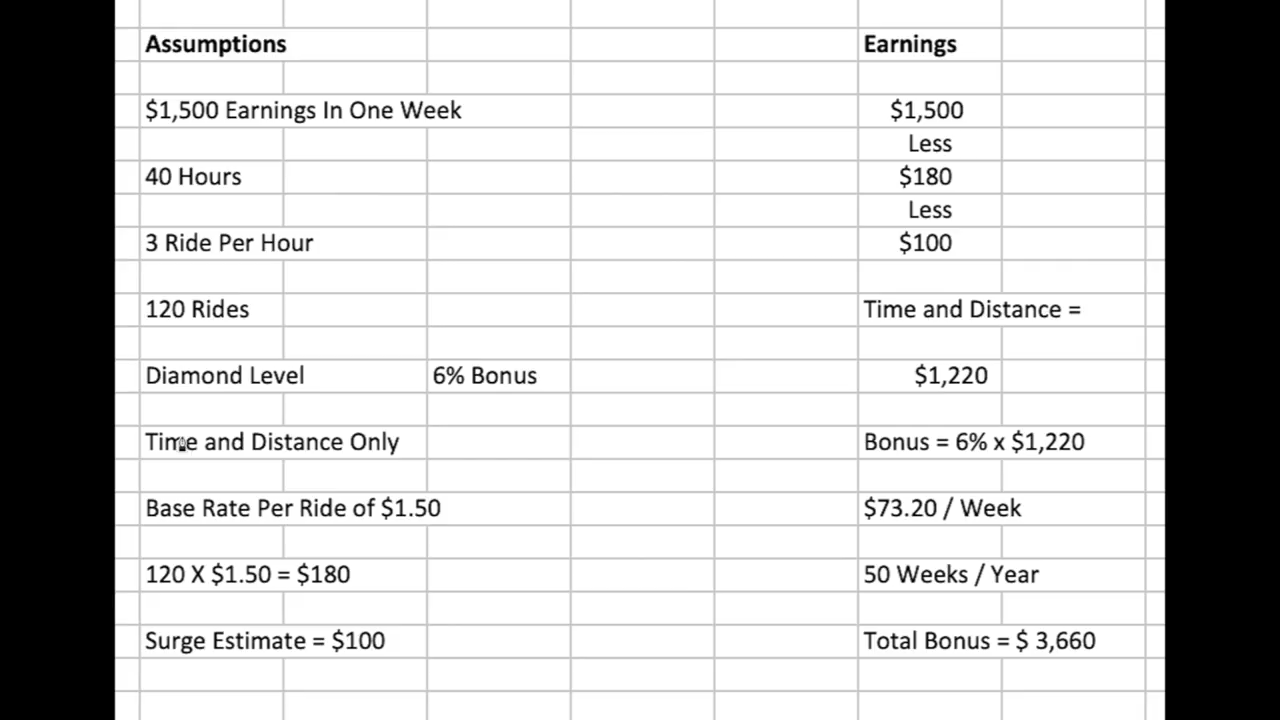 Assumptions
Earnings
$1,500 Earnings In One Week
$1,500
Less
40 Hours
$180
Less
3 Ride Per Hour
$100
120 Rides
Time and Distance =
Diamond Level
6% Bonus
$1,220
Time and Distance Only
Bonus = 6% x $1,220
Base Rate Per Ride of $1.50
$73.20 / Week
120 X $1.50 = $180
50 Weeks / Year
Surge Estimate = $100
Total Bonus = $ 3,660